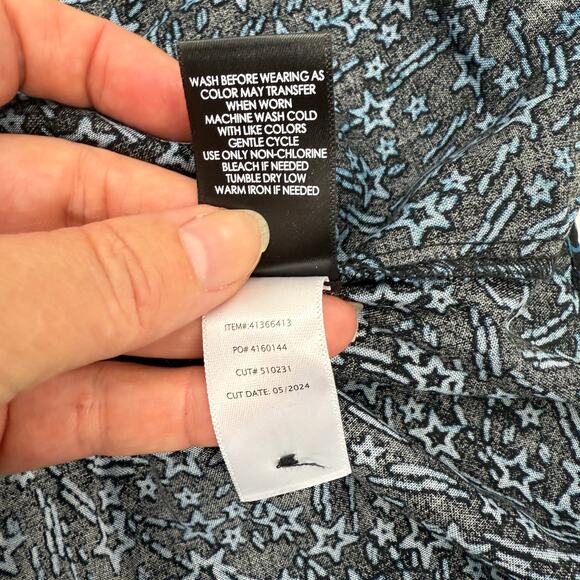 WASH BEFORE WEARING AS
COLOR MAY TRANSFER
WHEN WORN
MACHINE WASH COLD
WITH LIKE COLORS
GENTLE CYCLE
USE ONLY NON-CHLORINE
BLEACH IF NEEDED
TUMBLE DRY LOW
WARM IRON IF NEEDED
ITEM#:41366413
PO# 4160144
CUT# 510231
CUT DATE: 05/2024